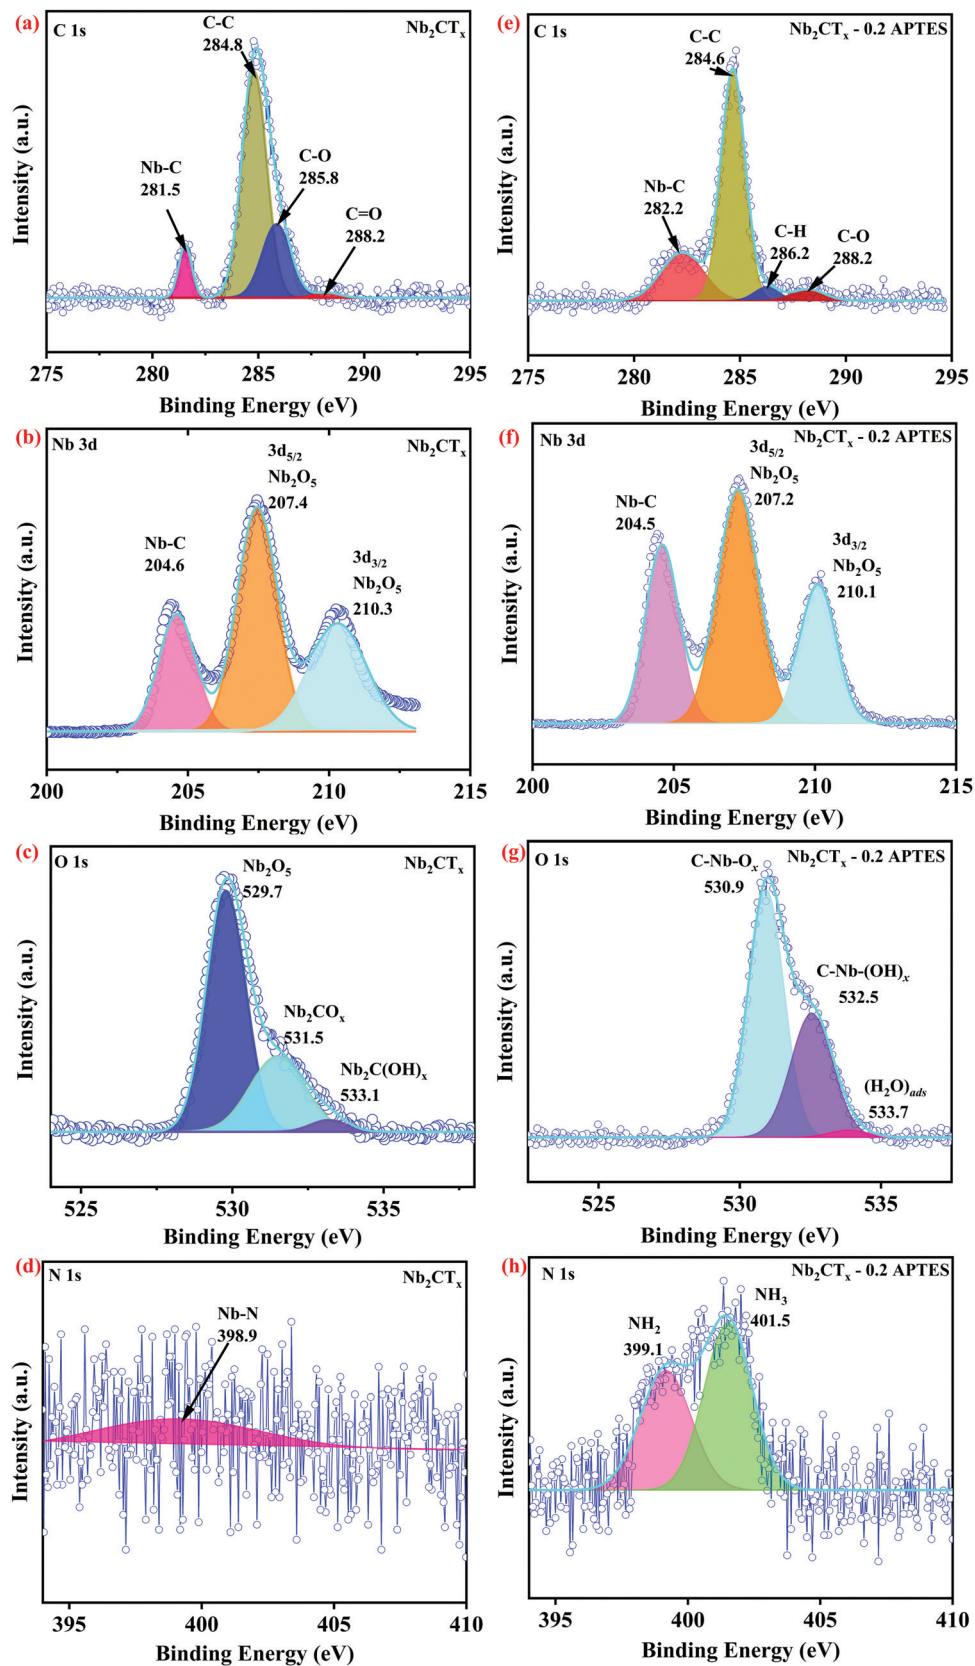 (a)
C 1s
Nb₂CTₓ
C-C
284.8
Nb-C
281.5
C-O
285.8
C=O
288.2
Intensity (a.u.)
275 280 285 290 295
Binding Energy (eV)
(e)
C 1s
Nb₂CTₓ - 0.2 APTES
C-C
284.6
Nb-C
282.2
C-H
286.2
C-O
288.2
Intensity (a.u.)
275 280 285 290 295
Binding Energy (eV)
(b)
Nb 3d
Nb₂CTₓ
3d₅/₂
Nb₂O₅
207.4
Nb-C
204.6
3d₃/₂
Nb₂O₅
210.3
Intensity (a.u.)
200 205 210 215
Binding Energy (eV)
(f)
Nb 3d
Nb₂CTₓ - 0.2 APTES
3d₅/₂
Nb₂O₅
207.2
Nb-C
204.5
3d₃/₂
Nb₂O₅
210.1
Intensity (a.u.)
200 205 210 215
Binding Energy (eV)
(c)
O 1s
Nb₂CTₓ
Nb₂O₅
529.7
Nb₂COₓ
531.5
Nb₂C(OH)ₓ
533.1
Intensity (a.u.)
525 530 535
Binding Energy (eV)
(g)
O 1s
Nb₂CTₓ - 0.2 APTES
C-Nb-Oₓ
530.9
C-Nb-(OH)ₓ
532.5
(H₂O)ads
533.7
Intensity (a.u.)
525 530 535
Binding Energy (eV)
(d)
N 1s
Nb₂CTₓ
Nb-N
398.9
Intensity (a.u.)
395 400 405 410
Binding Energy (eV)
(h)
N 1s
Nb₂CTₓ - 0.2 APTES
NH₂
399.1
NH₃
401.5
Intensity (a.u.)
395 400 405 410
Binding Energy (eV)